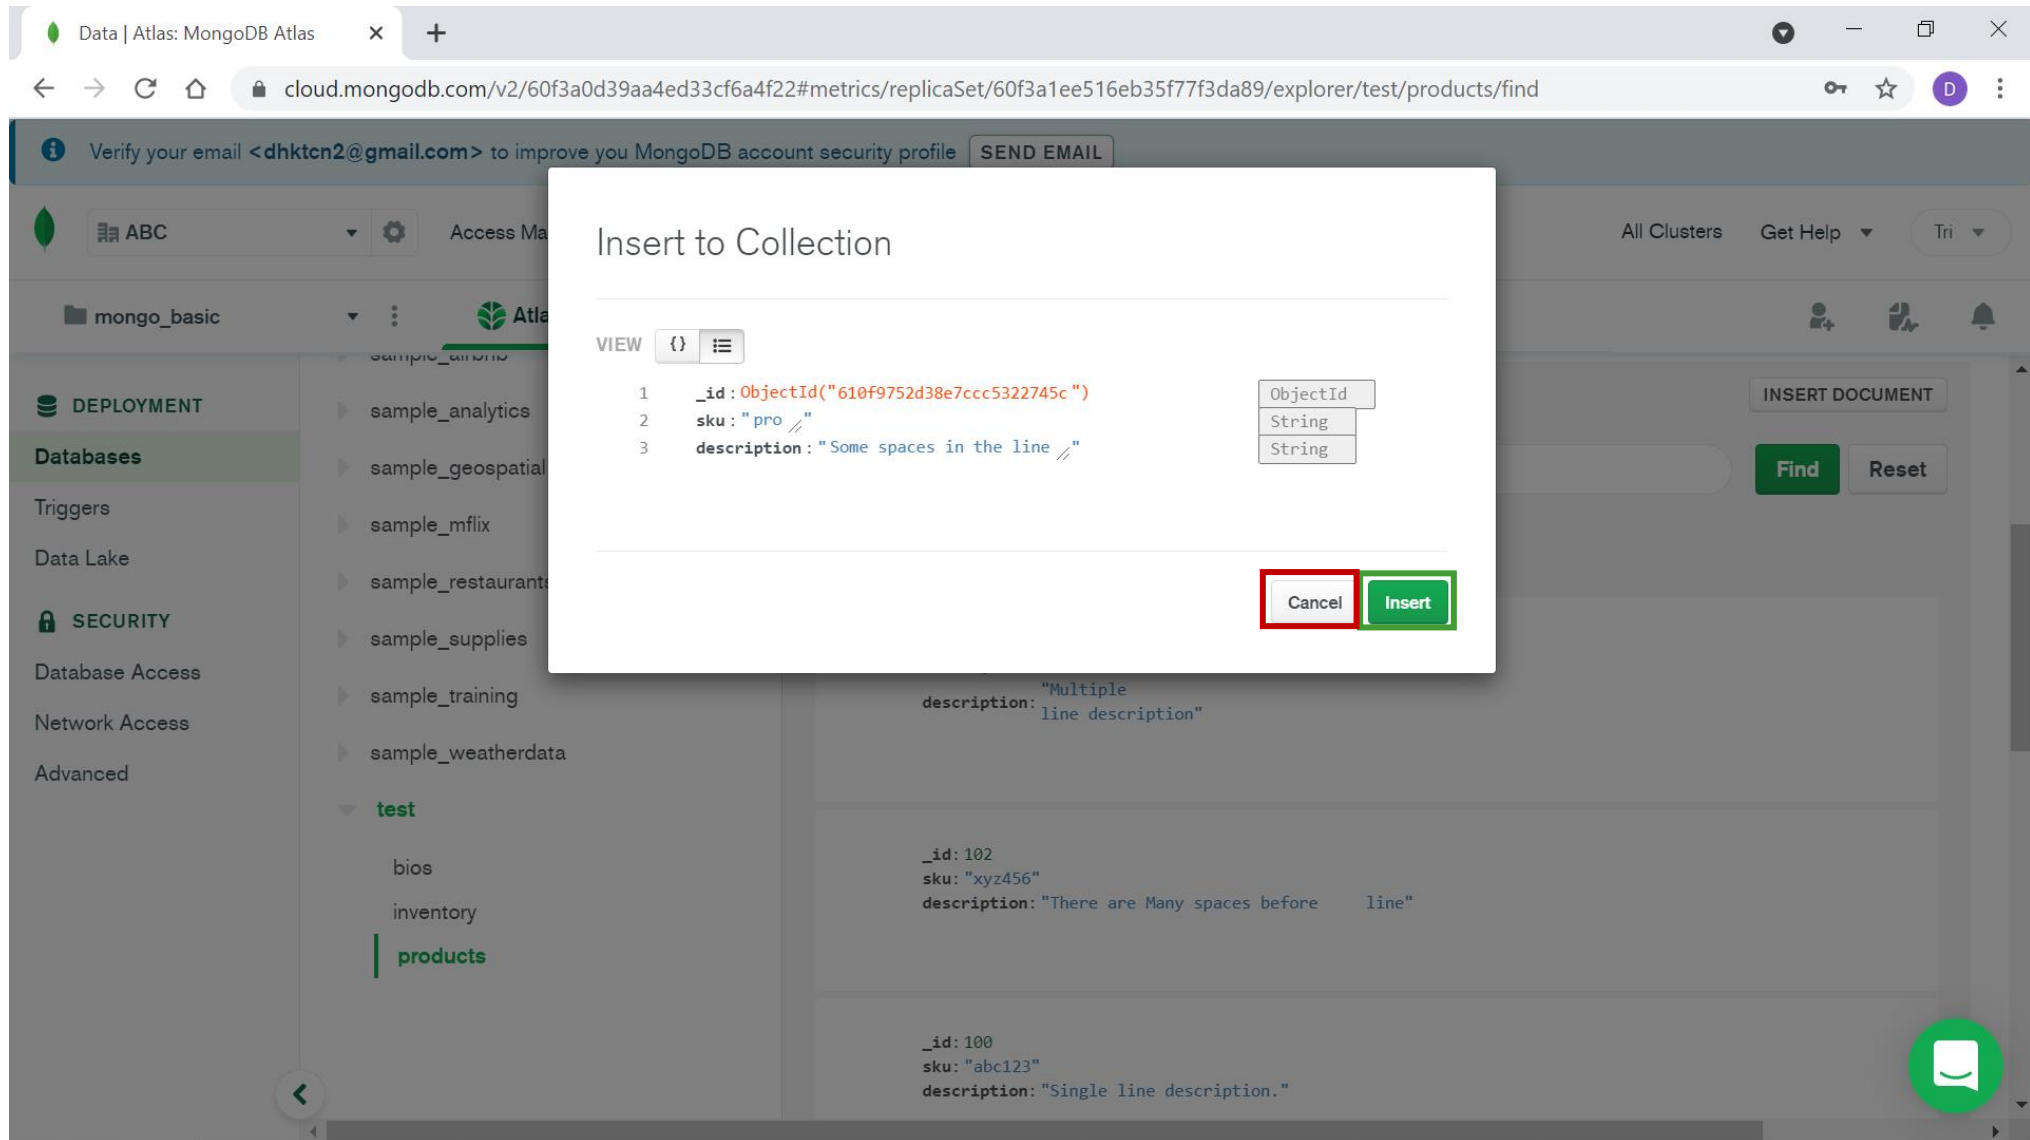 Data | Atlas: MongoDB Atlas
cloud.mongodb.com/v2/60f3a0d39aa4ed33cf6a4f22#metrics/replicaSet/60f3a1ee516eb35f77f3da89/explorer/test/products/find
D
Verify your email <dhktcn2@gmail.com> to improve you MongoDB account security profile SEND EMAIL
ABC
Access Ma
All Clusters
Get Help
Tri
mongo_basic
Atla
DEPLOYMENT
Databases
Triggers
Data Lake
SECURITY
Database Access
Network Access
Advanced
sample_airbnb
sample_analytics
sample_geospatial
sample_mflix
sample_restaurants
sample_supplies
sample_training
sample_weatherdata
test
bios
inventory
products
Insert to Collection
VIEW {}
1 _id : ObjectId("610f9752d38e7ccc5322745c ") ObjectId
2 sku : "pro " String
3 description : "Some spaces in the line " String
Cancel Insert
INSERT DOCUMENT
Find Reset
description: "Multiple
line description"
_id: 102
sku: "xyz456"
description: "There are Many spaces before     line"
_id: 100
sku: "abc123"
description: "Single line description."